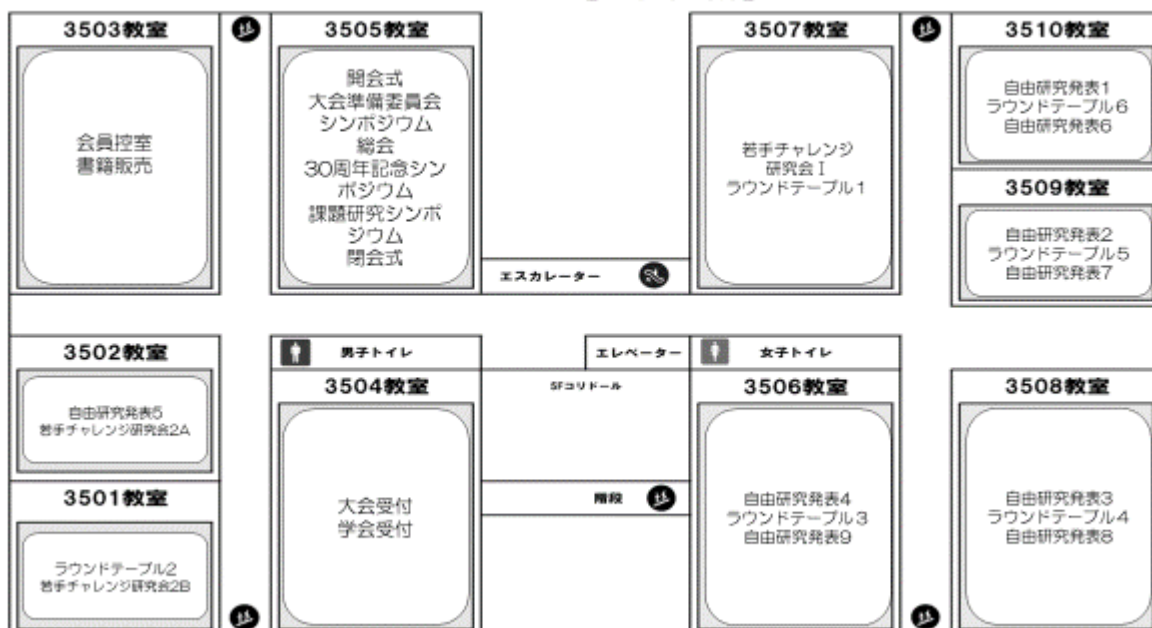 3503教室
会員控室
書籍販売
3505教室
開会式
大会準備委員会
シンポジウム
総会
30周年記念シン
ポジウム
課題研究シンポ
ジウム
閉会式
エスカレーター
3507教室
若手チャレンジ
研究会Ⅰ
ラウンドテーブル1
3510教室
自由研究発表1
ラウンドテーブル6
自由研究発表6
3509教室
自由研究発表2
ラウンドテーブル5
自由研究発表7
3502教室
自由研究発表5
若手チャレンジ研究会2A
3501教室
ラウンドテーブル2
若手チャレンジ研究会2B
男子トイレ
3504教室
大会受付
学会受付
エレベーター
5Fコリドール
階段
女子トイレ
3506教室
自由研究発表4
ラウンドテーブル3
自由研究発表9
3508教室
自由研究発表3
ラウンドテーブル4
自由研究発表8